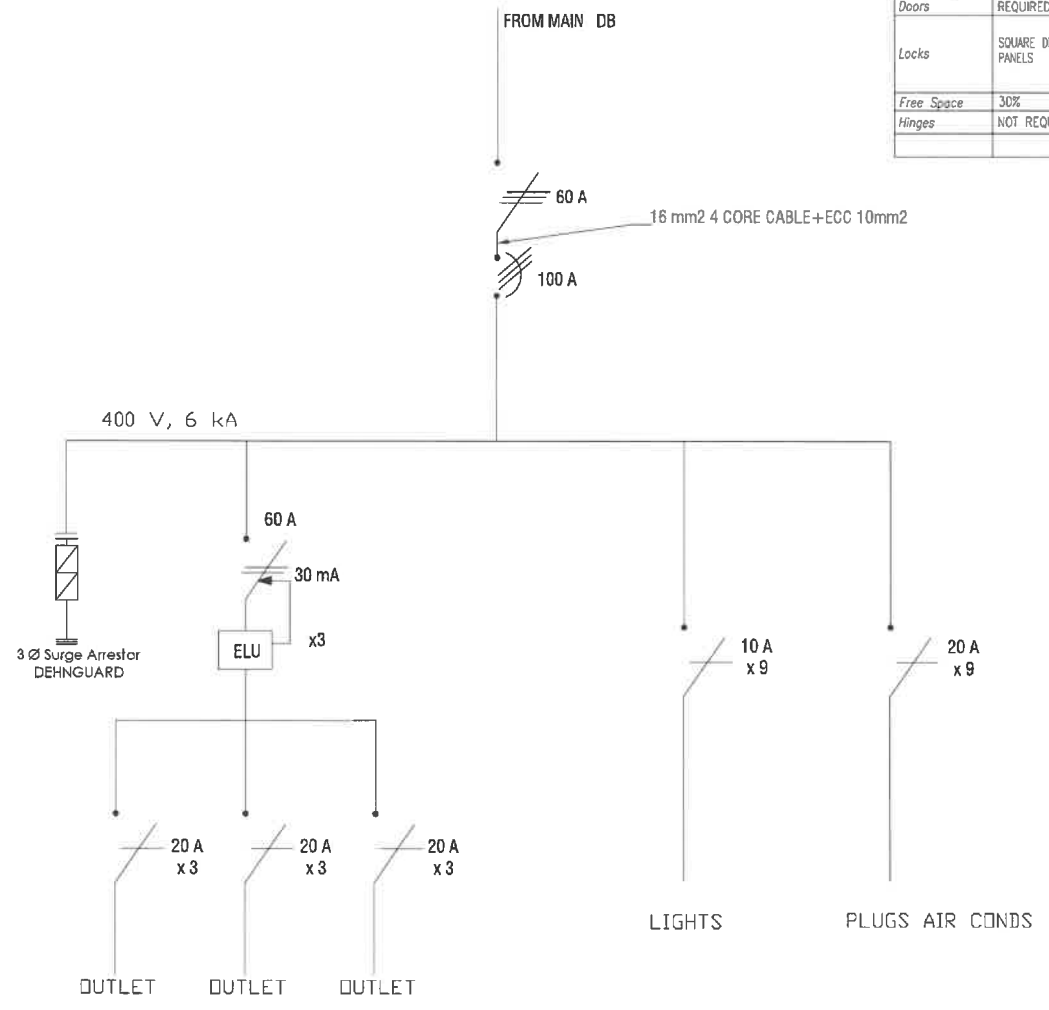 FROM MAIN DB
Doors REQUIRED
Locks SQUARE
PANELS
Free Space 30%
Hinges NOT
60 A
16 mm2 4 CORE CABLE+ECC 10mm2
100 A
400 V, 6 kA
60 A
30 mA
ELU
x3
3 Ø Surge Arrestor
DEHNGUARD
10 A
x 9
20 A
x 9
20 A
x 3
20 A
x 3
20 A
x 3
LIGHTS
PLUGS AIR CONDS
OUTLET OUTLET OUTLET